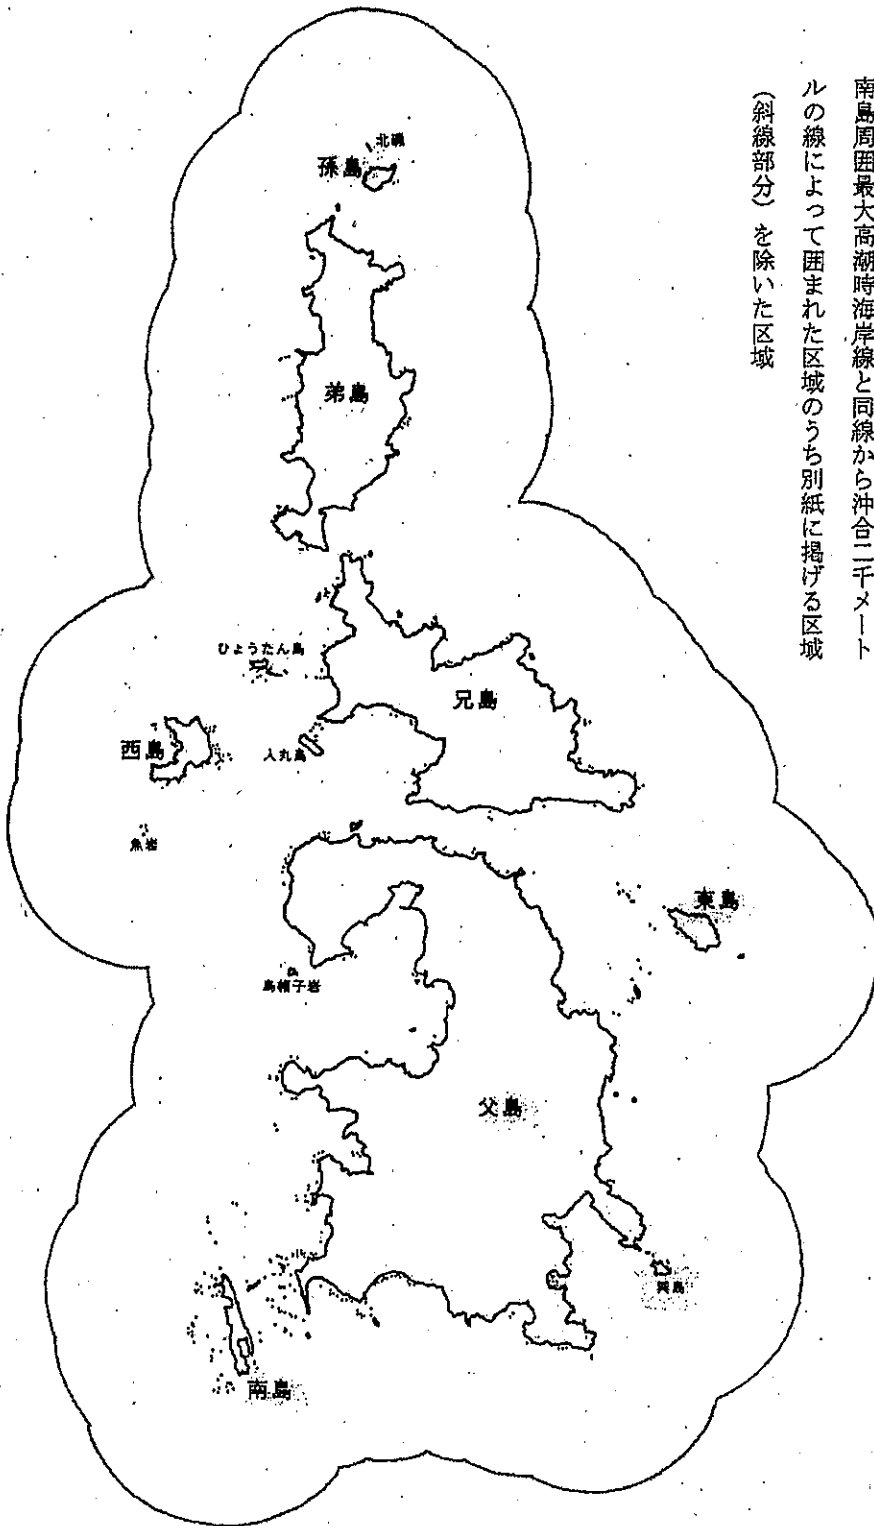 南島周囲最大高潮時海岸線と同線から沖合二千メート
ルの線によって囲まれた区域のうち別紙に掲げる区域
（斜線部分）を除いた区域
北磯
孫島
弟島
ひょうたん島
兄島
西島
人丸島
魚岩
東島
烏帽子岩
父島
南島